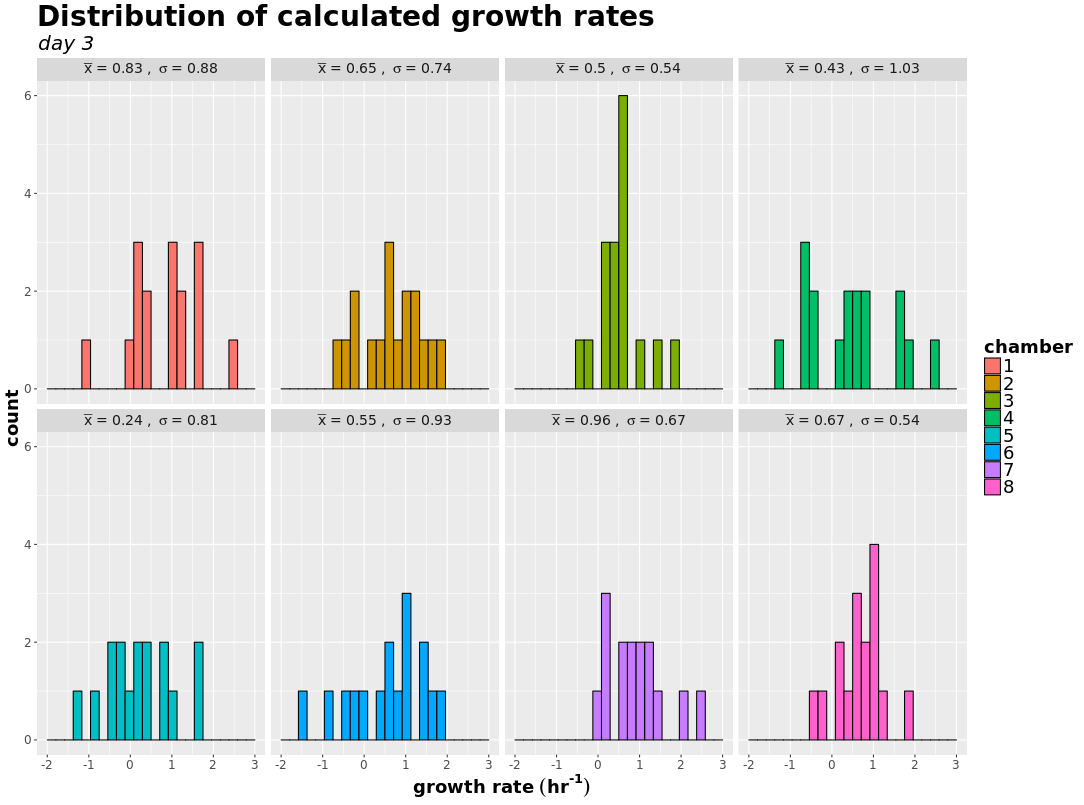 Distribution of calculated growth rates
day 3
x̅ = 0.83 , σ = 0.88
x̅ = 0.65 , σ = 0.74
x̅ = 0.5 , σ = 0.54
x̅ = 0.43 , σ = 1.03
6
4
2
0
x̅ = 0.24 , σ = 0.81
x̅ = 0.55 , σ = 0.93
x̅ = 0.96 , σ = 0.67
x̅ = 0.67 , σ = 0.54
6
4
2
0
-2 -1 0 1 2 3
-2 -1 0 1 2 3
-2 -1 0 1 2 3
-2 -1 0 1 2 3
count
growth rate (hr⁻¹)
chamber
1
2
3
4
5
6
7
8